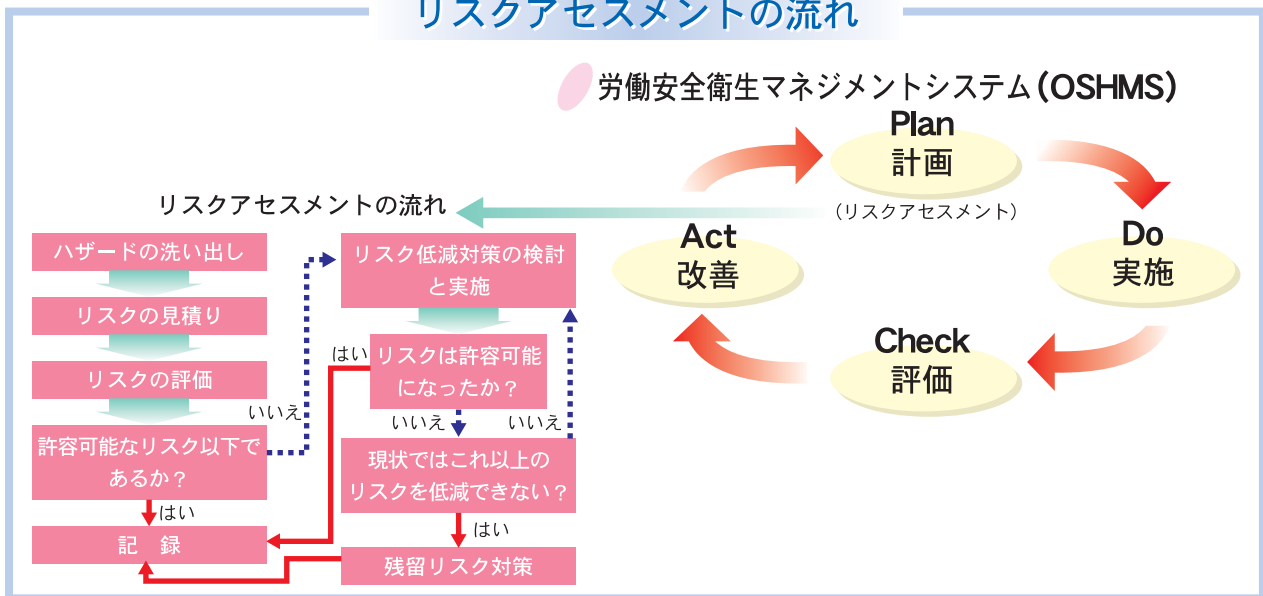 リスクアセスメントの流れ
労働安全衛生マネジメントシステム(OSHMS)
Plan
計画
(リスクアセスメント)
Do
実施
Check
評価
Act
改善
リスクアセスメントの流れ
ハザードの洗い出し
リスクの見積り
リスクの評価
許容可能なリスク以下で
あるか?
いいえ
はい
記 録
リスク低減対策の検討
と実施
リスクは許容可能
になったか?
はい
いいえ
いいえ
現状ではこれ以上の
リスクを低減できない?
はい
残留リスク対策